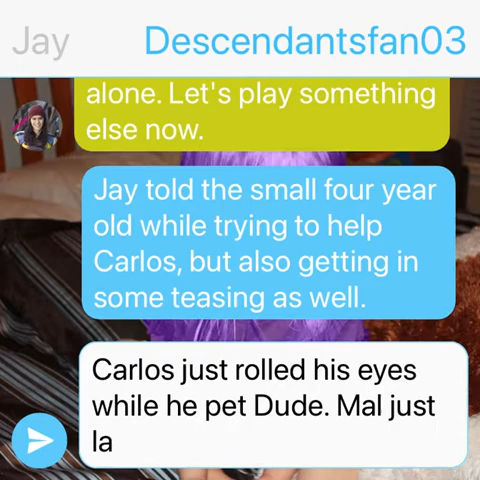 Jay Descendantsfan03
alone. Let's play something
else now.
Jay told the small four year
old while trying to help
Carlos, but also getting in
some teasing as well.
Carlos just rolled his eyes
while he pet Dude. Mal just
la